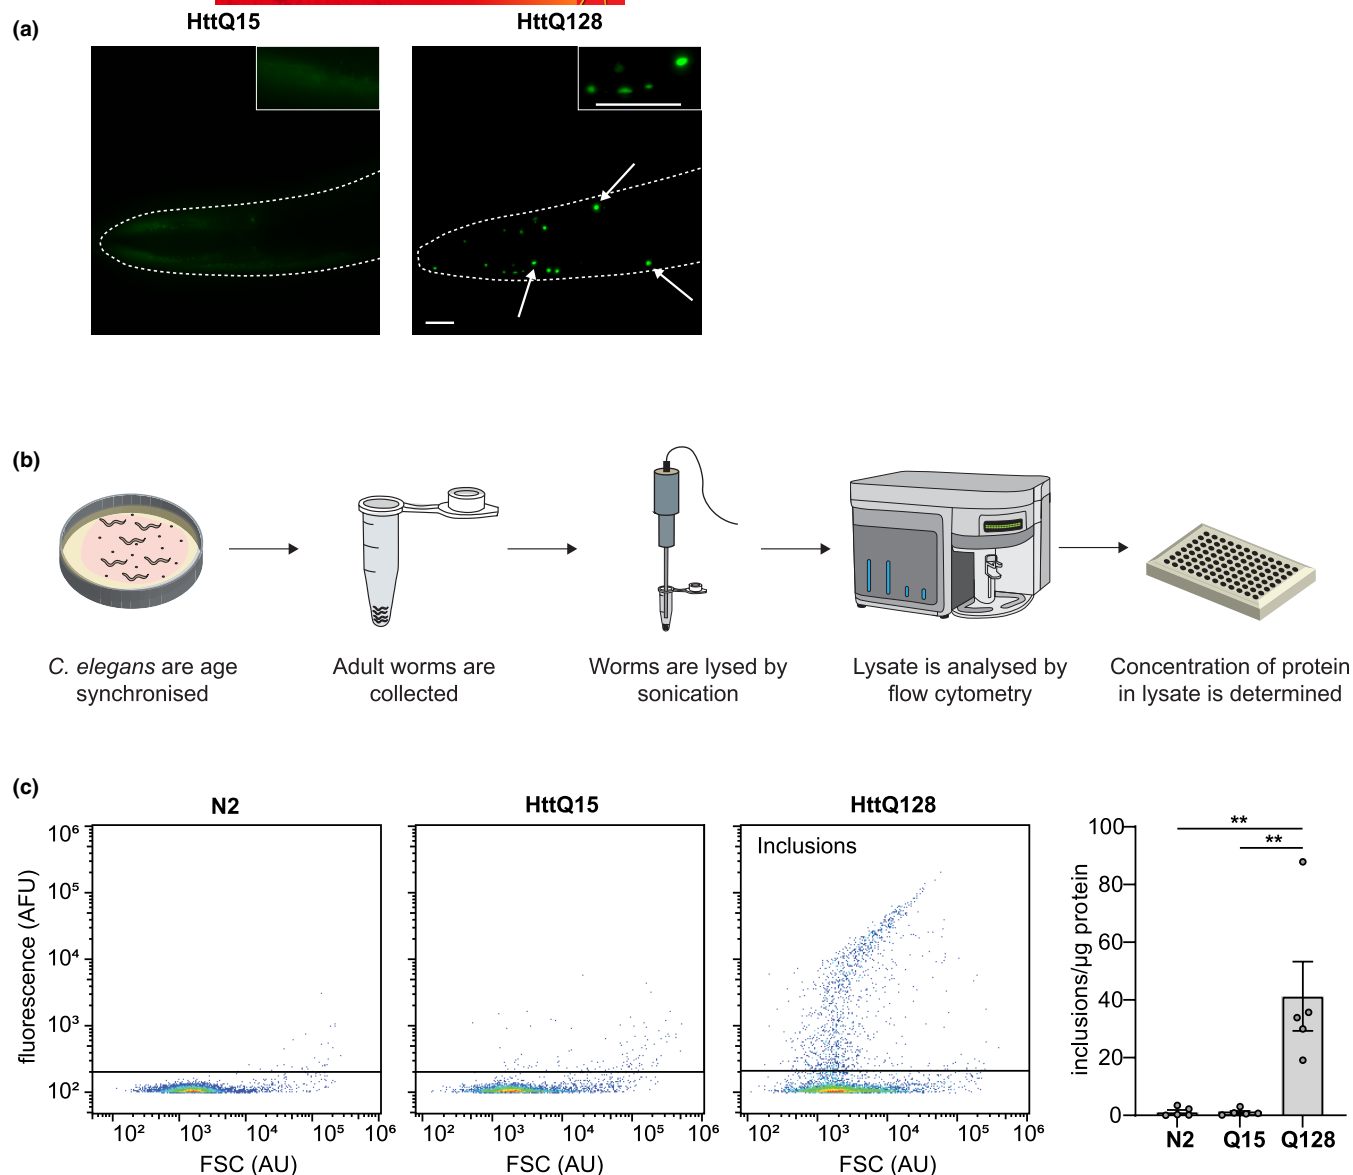 (a)
HttQ15
HttQ128
(b)
C. elegans are age
synchronised
Adult worms are
collected
Worms are lysed by
sonication
Lysate is analysed by
flow cytometry
Concentration of protein
in lysate is determined
(c)
N2
HttQ15
HttQ128
fluorescence (AFU)
10⁶
10⁵
10⁴
10³
10²
10² 10³ 10⁴ 10⁵ 10⁶
FSC (AU)
10² 10³ 10⁴ 10⁵ 10⁶
FSC (AU)
Inclusions
10² 10³ 10⁴ 10⁵ 10⁶
FSC (AU)
inclusions/µg protein
100
80
60
40
20
0
**
**
N2 Q15 Q128